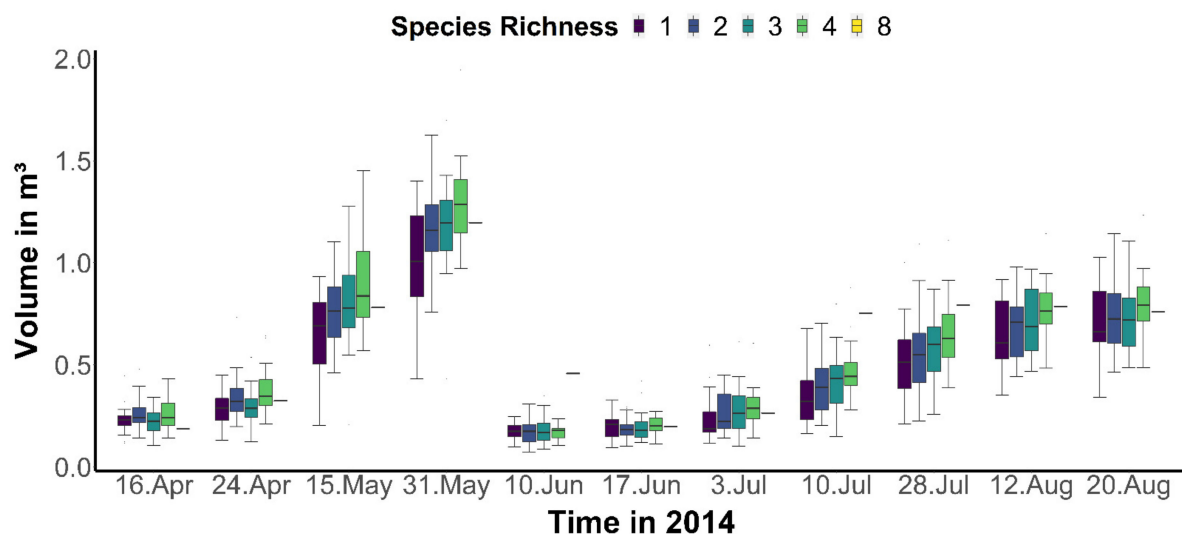 Species Richness 1 2 3 4 8
Volume in m³
2.0
1.5
1.0
0.5
0.0
16.Apr 24.Apr 15.May 31.May 10.Jun 17.Jun 3.Jul 10.Jul 28.Jul 12.Aug 20.Aug
Time in 2014